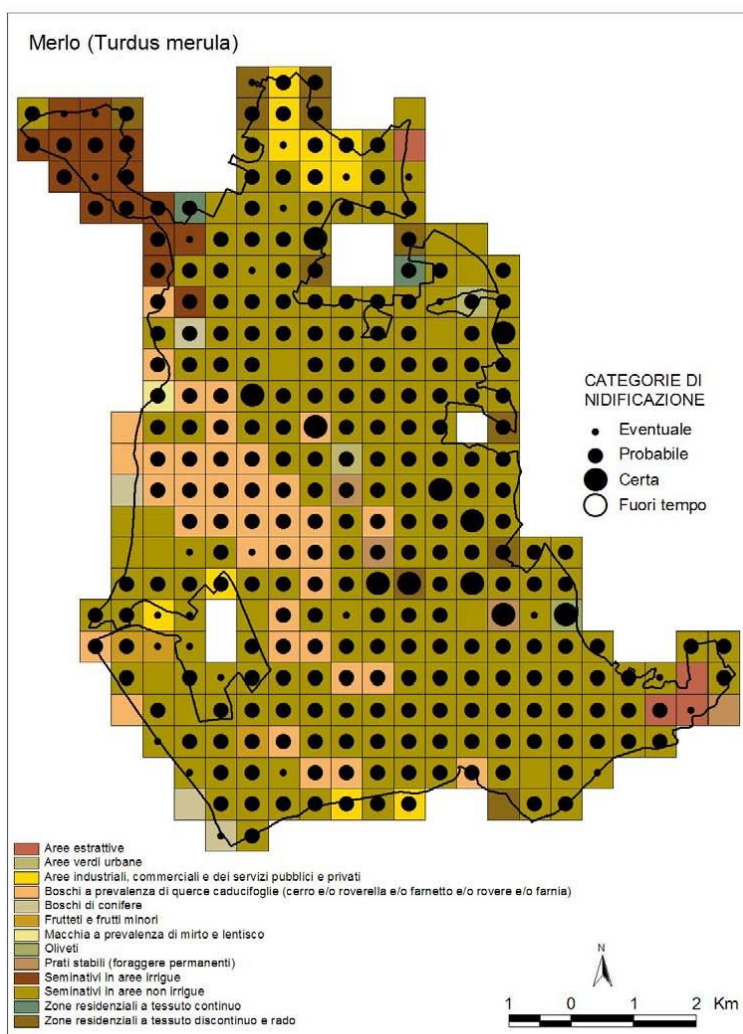 Merlo (Turdus merula)
CATEGORIE DI
NIDIFICAZIONE
Eventuale
Probabile
Certa
Fuori tempo
Aree estrattive
Aree verdi urbane
Aree industriali, commerciali e dei servizi pubblici e privati
Boschi a prevalenza di querce caducifoglie (cerro e/o roverella e/o farnetto e/o rovere e/o farnia)
Boschi di conifere
Frutteti e frutti minori
Macchia a prevalenza di mirto e lentisco
Oliveti
Prati stabili (foraggere permanenti)
Seminativi in aree irrigue
Seminativi in aree non irrigue
Zone residenziali a tessuto continuo
Zone residenziali a tessuto discontinuo e rado
N
1 0 1 2 Km